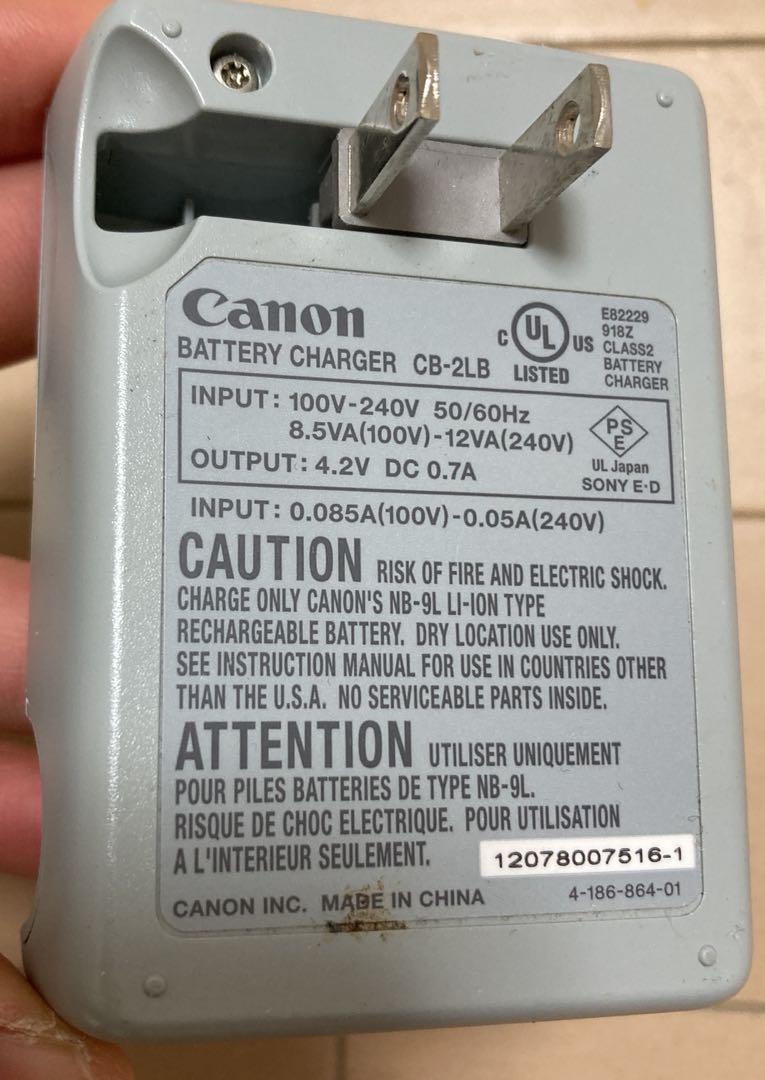 Canon
BATTERY CHARGER CB-2LB
C UL US
LISTED
E82229
918Z
CLASS2
BATTERY
CHARGER
INPUT: 100V-240V 50/60Hz
8.5VA(100V)-12VA(240V)
OUTPUT: 4.2V DC 0.7A
PS
E
UL Japan
SONY E·D
INPUT: 0.085A(100V)-0.05A(240V)
CAUTION RISK OF FIRE AND ELECTRIC SHOCK.
CHARGE ONLY CANON'S NB-9L LI-ION TYPE
RECHARGEABLE BATTERY. DRY LOCATION USE ONLY.
SEE INSTRUCTION MANUAL FOR USE IN COUNTRIES OTHER
THAN THE U.S.A. NO SERVICEABLE PARTS INSIDE.
ATTENTION UTILISER UNIQUEMENT
POUR PILES BATTERIES DE TYPE NB-9L.
RISQUE DE CHOC ELECTRIQUE. POUR UTILISATION
A L'INTERIEUR SEULEMENT.
12078007516-1
CANON INC. MADE IN CHINA
4-186-864-01